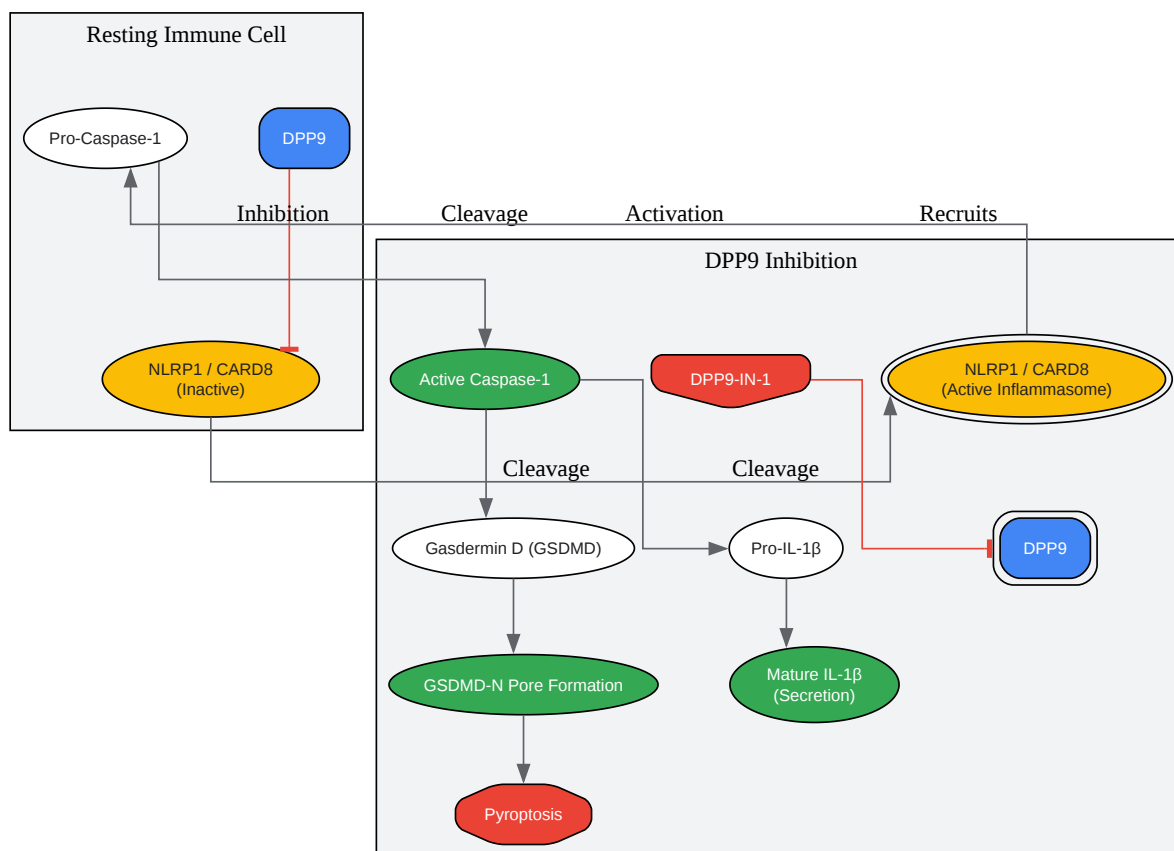 Resting Immune Cell
Pro-Caspase-1
DPP9
Inhibition
Cleavage
Activation
Recruits
DPP9 Inhibition
NLRP1 / CARD8
(Inactive)
Active Caspase-1
DPP9-IN-1
NLRP1 / CARD8
(Active Inflammasome)
Cleavage
Cleavage
Gasdermin D (GSDMD)
Pro-IL-1β
DPP9
GSDMD-N Pore Formation
Mature IL-1β
(Secretion)
Pyroptosis